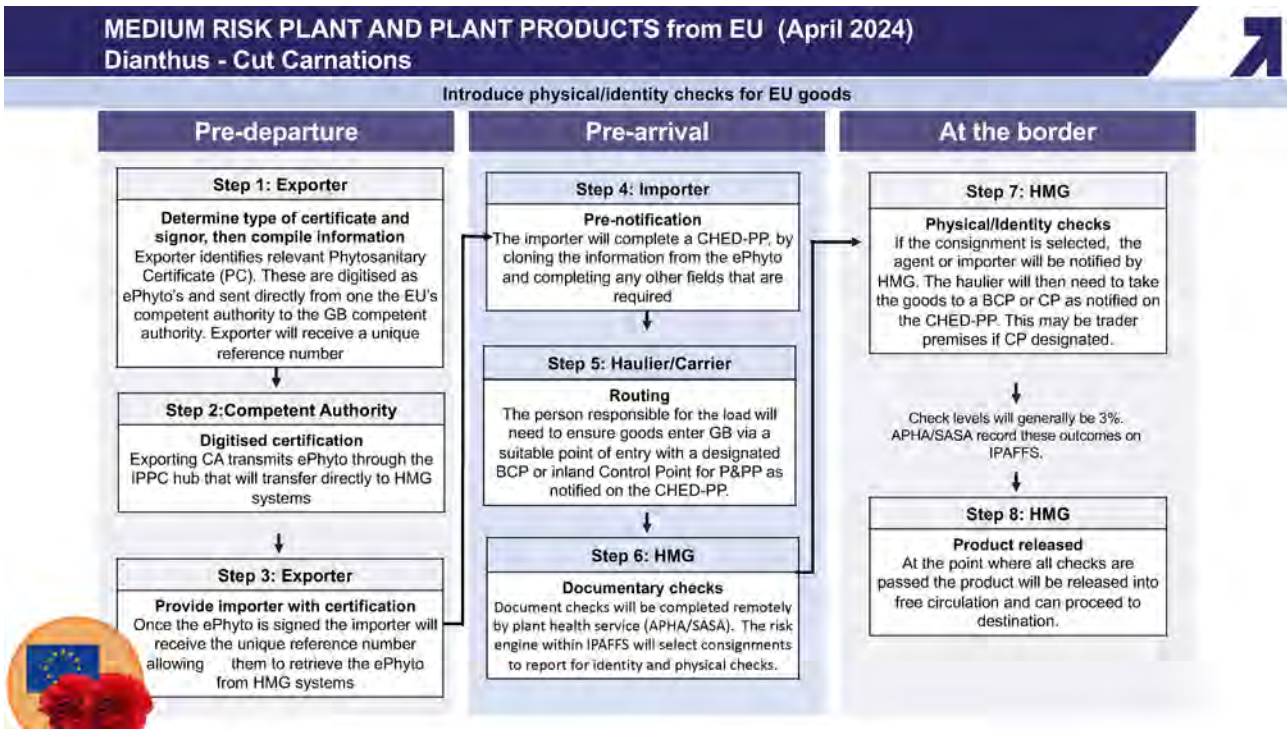 MEDIUM RISK PLANT AND PLANT PRODUCTS from EU (April 2024)
Dianthus - Cut Carnations
Introduce physical/identity checks for EU goods
Pre-departure
Step 1: Exporter
Determine type of certificate and
signor, then compile information
Exporter identifies relevant Phytosanitary
Certificate (PC). These are digitised as
ePhyto's and sent directly from one the EU's
competent authority to the GB competent
authority. Exporter will receive a unique
reference number
Step 2:Competent Authority
Digitised certification
Exporting CA transmits ePhyto through the
IPPC hub that will transfer directly to HMG
systems
Step 3: Exporter
Provide importer with certification
Once the ePhyto is signed the importer will
receive the unique reference number
allowing them to retrieve the ePhyto
from HMG systems
Pre-arrival
Step 4: Importer
Pre-notification
The importer will complete a CHED-PP, by
cloning the information from the ePhyto
and completing any other fields that are
required
Step 5: Haulier/Carrier
Routing
The person responsible for the load will
need to ensure goods enter GB via a
suitable point of entry with a designated
BCP or inland Control Point for P&PP as
notified on the CHED-PP.
Step 6: HMG
Documentary checks
Document checks will be completed remotely
by plant health service (APHA/SASA). The risk
engine within IPAFFS will select consignments
to report for identity and physical checks.
At the border
Step 7: HMG
Physical/Identity checks
If the consignment is selected, the
agent or importer will be notified by
HMG. The haulier will then need to take
the goods to a BCP or CP as notified on
the CHED-PP. This may be trader
premises if CP designated.
Check levels will generally be 3%.
APHA/SASA record these outcomes on
IPAFFS.
Step 8: HMG
Product released
At the point where all checks are
passed the product will be released into
free circulation and can proceed to
destination.